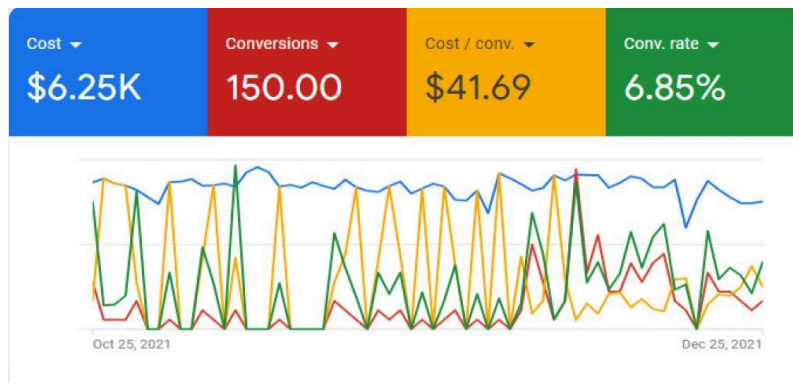 Cost
Conversions
Cost / conv.
Conv. rate
$6.25K
150.00
$41.69
6.85%
Oct 25, 2021
Dec 25, 2021